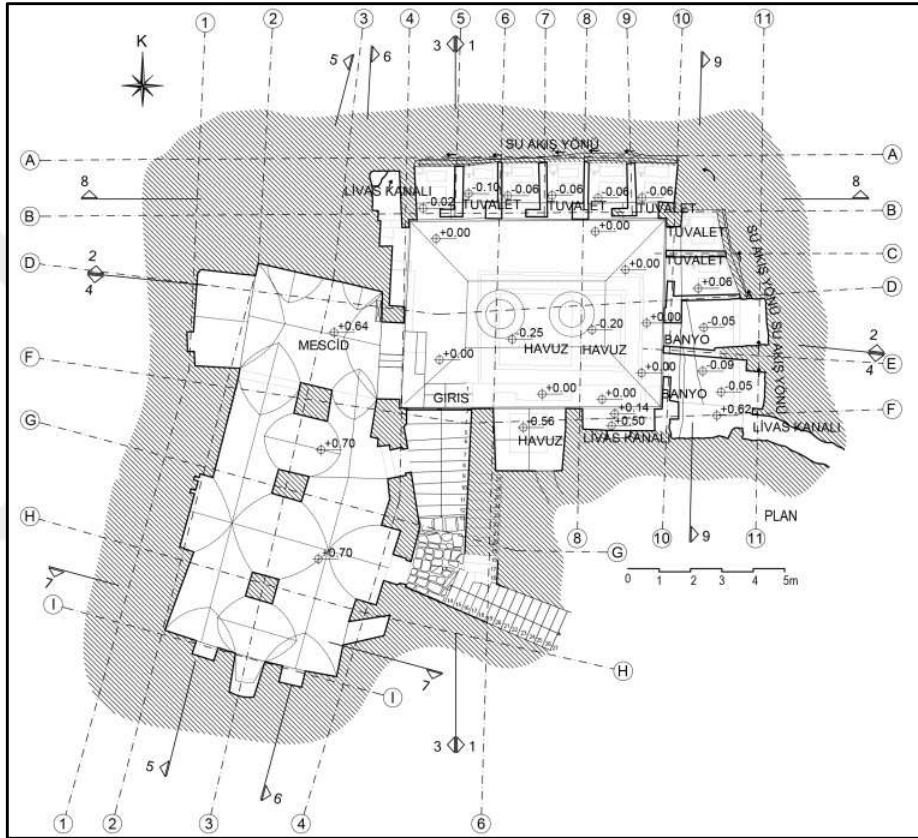 1 2 3 4 5 6 7 8 9 10 11
K
5 6 3 1 9
A SU AKIŞ YÖNÜ A
LİVAS KANALI
-0.02 -0.10 -0.06 -0.06 -0.06 -0.06
TUVALET TUVALET TUVALET
8 8
B B
TUVALET
+0.00 +0.00
TUVALET C
SU AKIŞ YÖNÜ
SU AKIŞ YÖNÜ
2
4
D D
+0.00
+0.06
+0.64
MESCİD
-0.25 -0.20 +0.00 -0.05
HAVUZ HAVUZ BANYO
+0.00
2
4
E
+0.00 -0.09
F GIRIS +0.00 +0.00 BANYO -0.05
+0.14
+0.50
+0.62 F
+0.56
HAVUZ
LİVAS KANALI
LİVAS KANALI
G
+0.70
H
+0.70
PLAN
8 10 9 11
G
0 1 2 3 4 5m
7
I
H
7
I
3 1
5
6
1 2 3 4 6